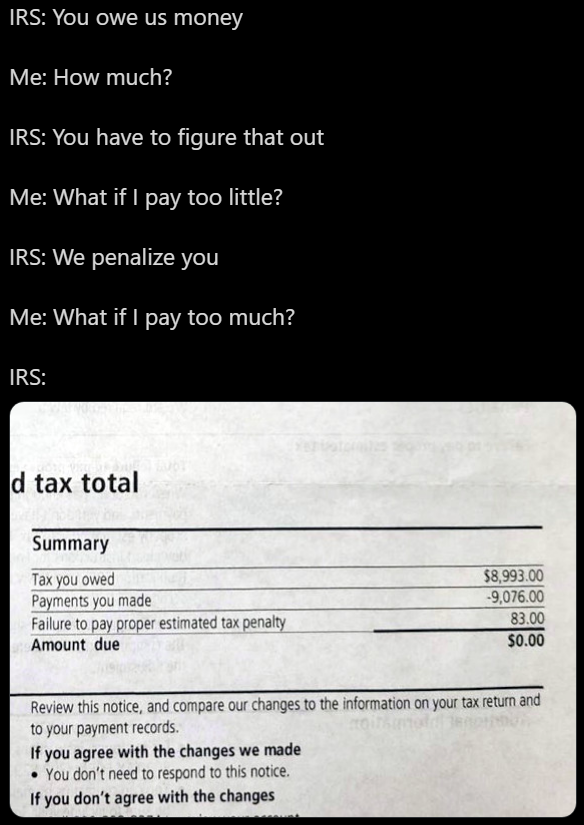 IRS: You owe us money
Me: How much?
IRS: You have to figure that out
Me: What if I pay too little?
IRS: We penalize you
Me: What if I pay too much?
IRS:
d tax total
Summary
Tax you owed $8,993.00
Payments you made -9,076.00
Failure to pay proper estimated tax penalty 83.00
Amount due $0.00
Review this notice, and compare our changes to the information on your tax return and
to your payment records.
If you agree with the changes we made
• You don't need to respond to this notice.
If you don't agree with the changes